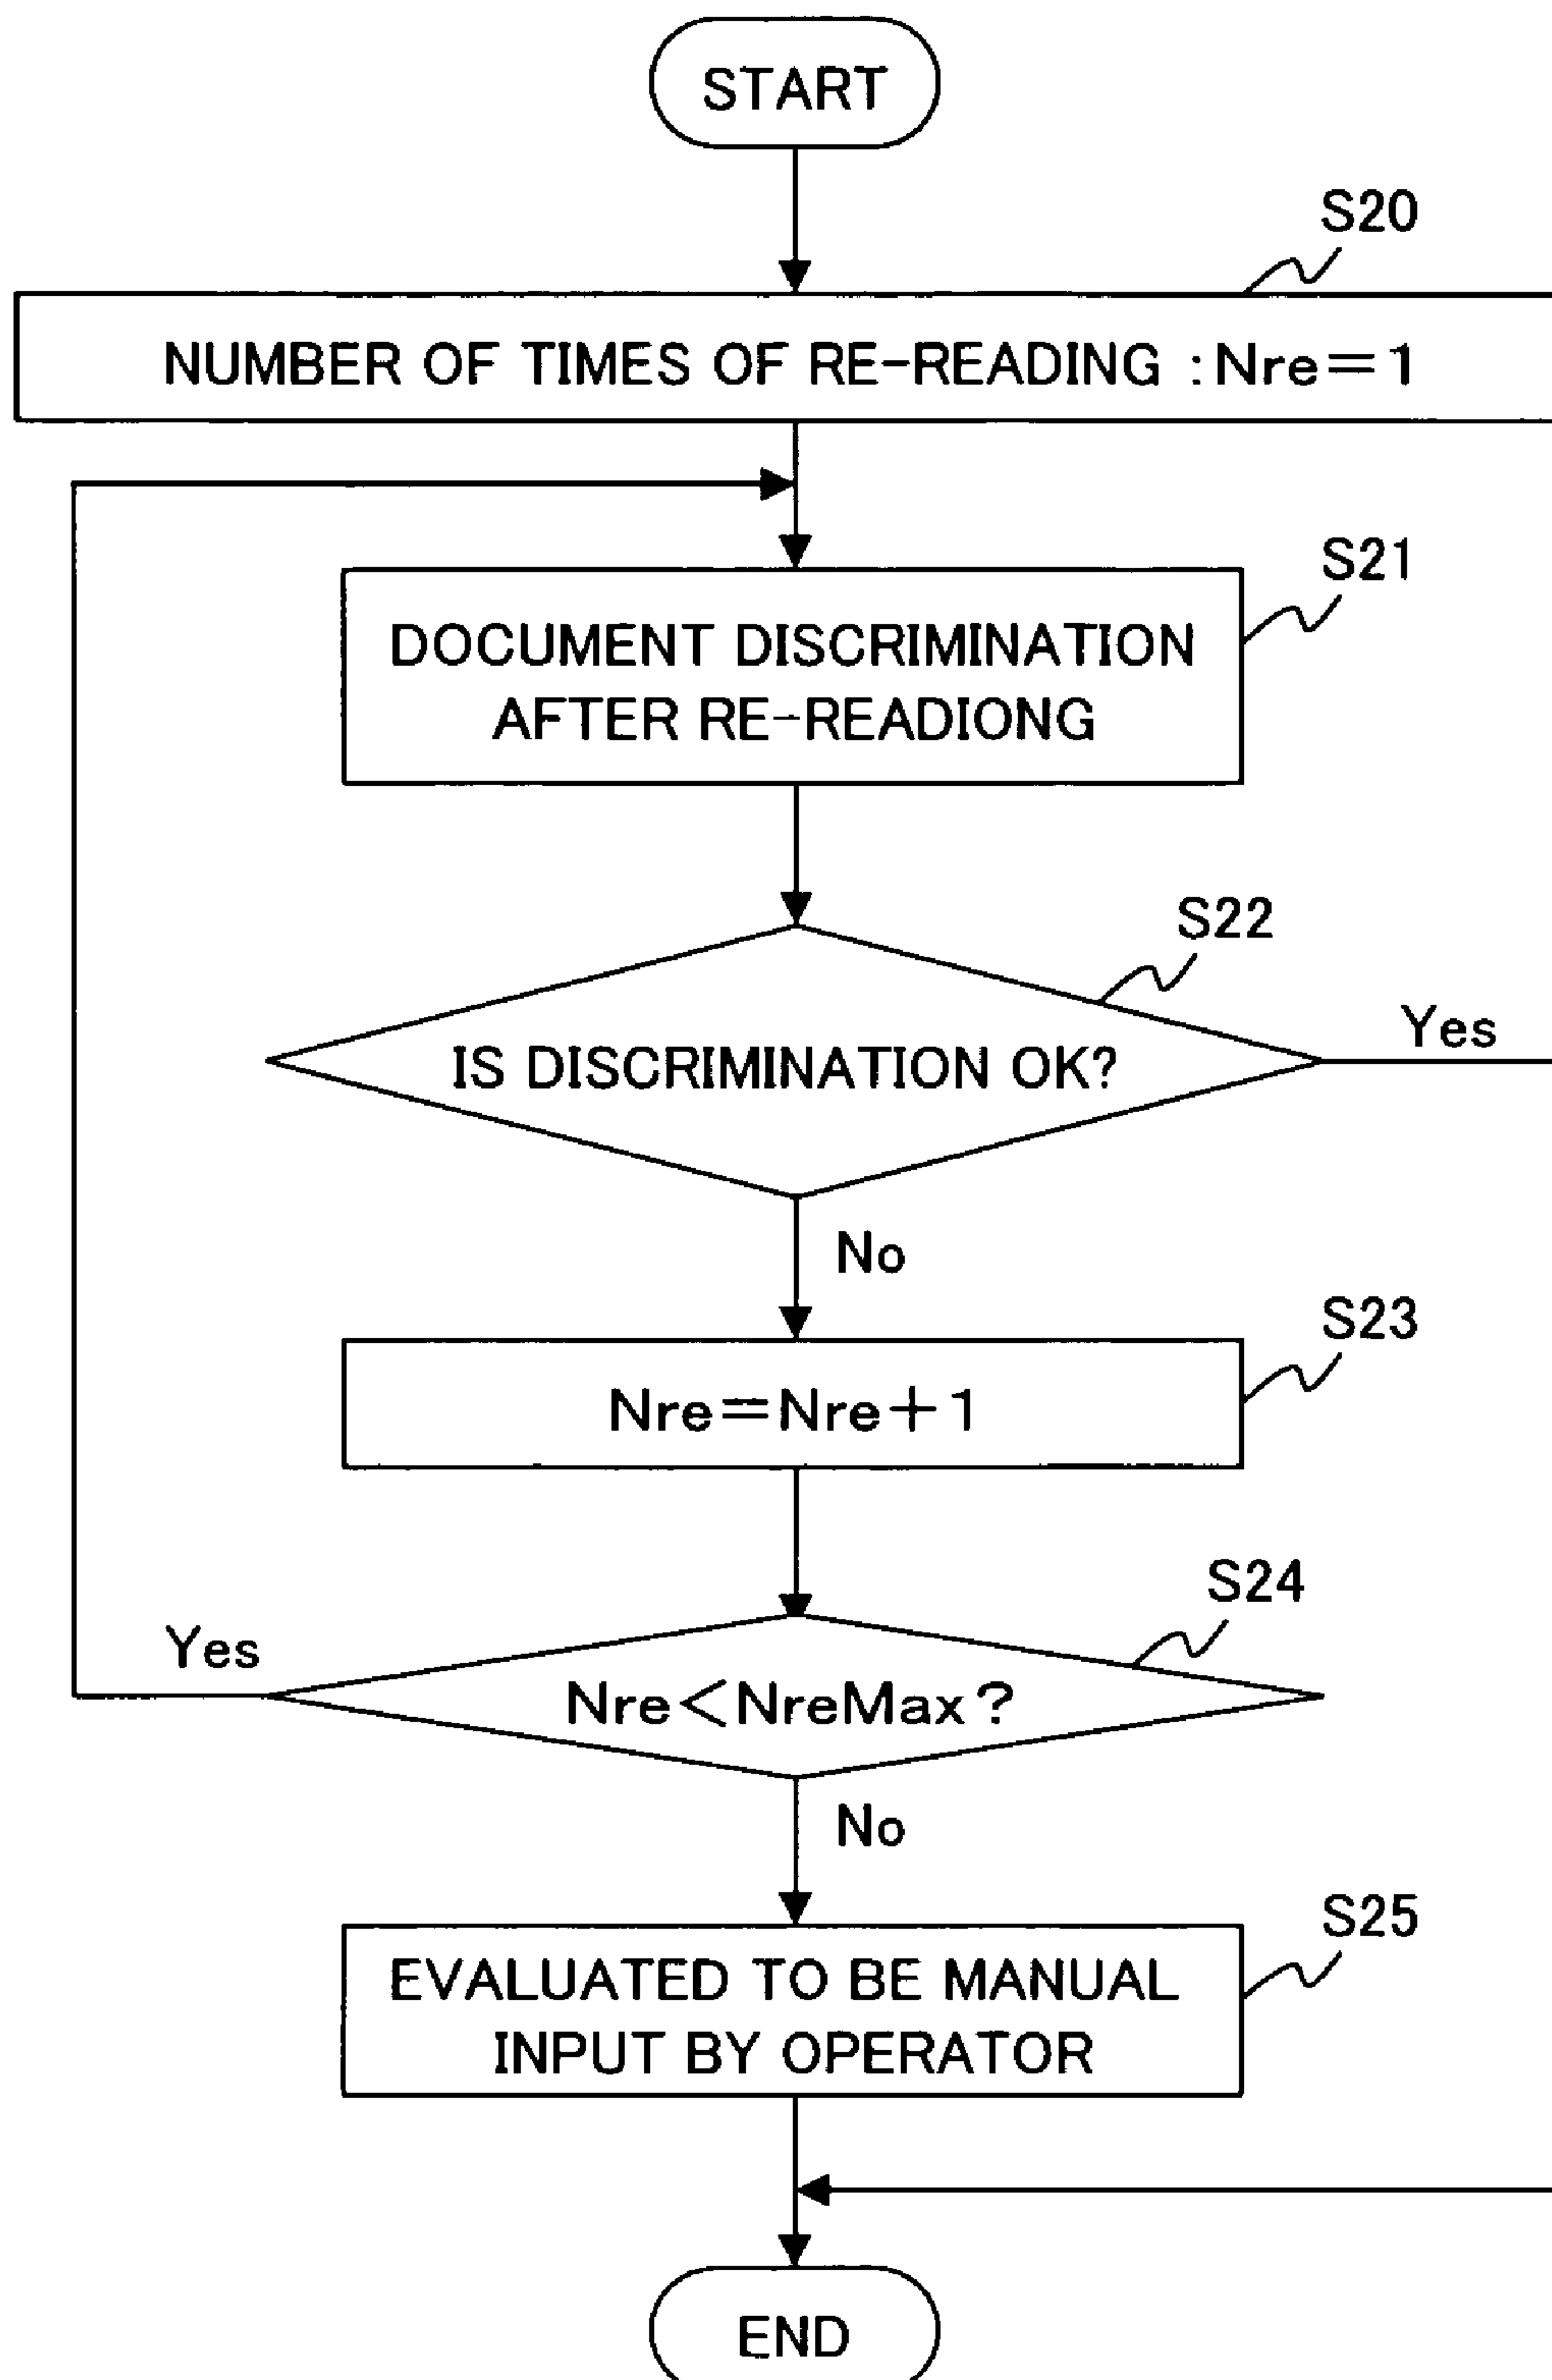 START
S20
NUMBER OF TIMES OF RE-READING :Nre=1
S21
DOCUMENT DISCRIMINATION
AFTER RE-READIONG
S22
IS DISCRIMINATION OK?
Yes
No
S23
Nre=Nre+1
S24
Yes
Nre<NreMax?
No
S25
EVALUATED TO BE MANUAL
INPUT BY OPERATOR
END